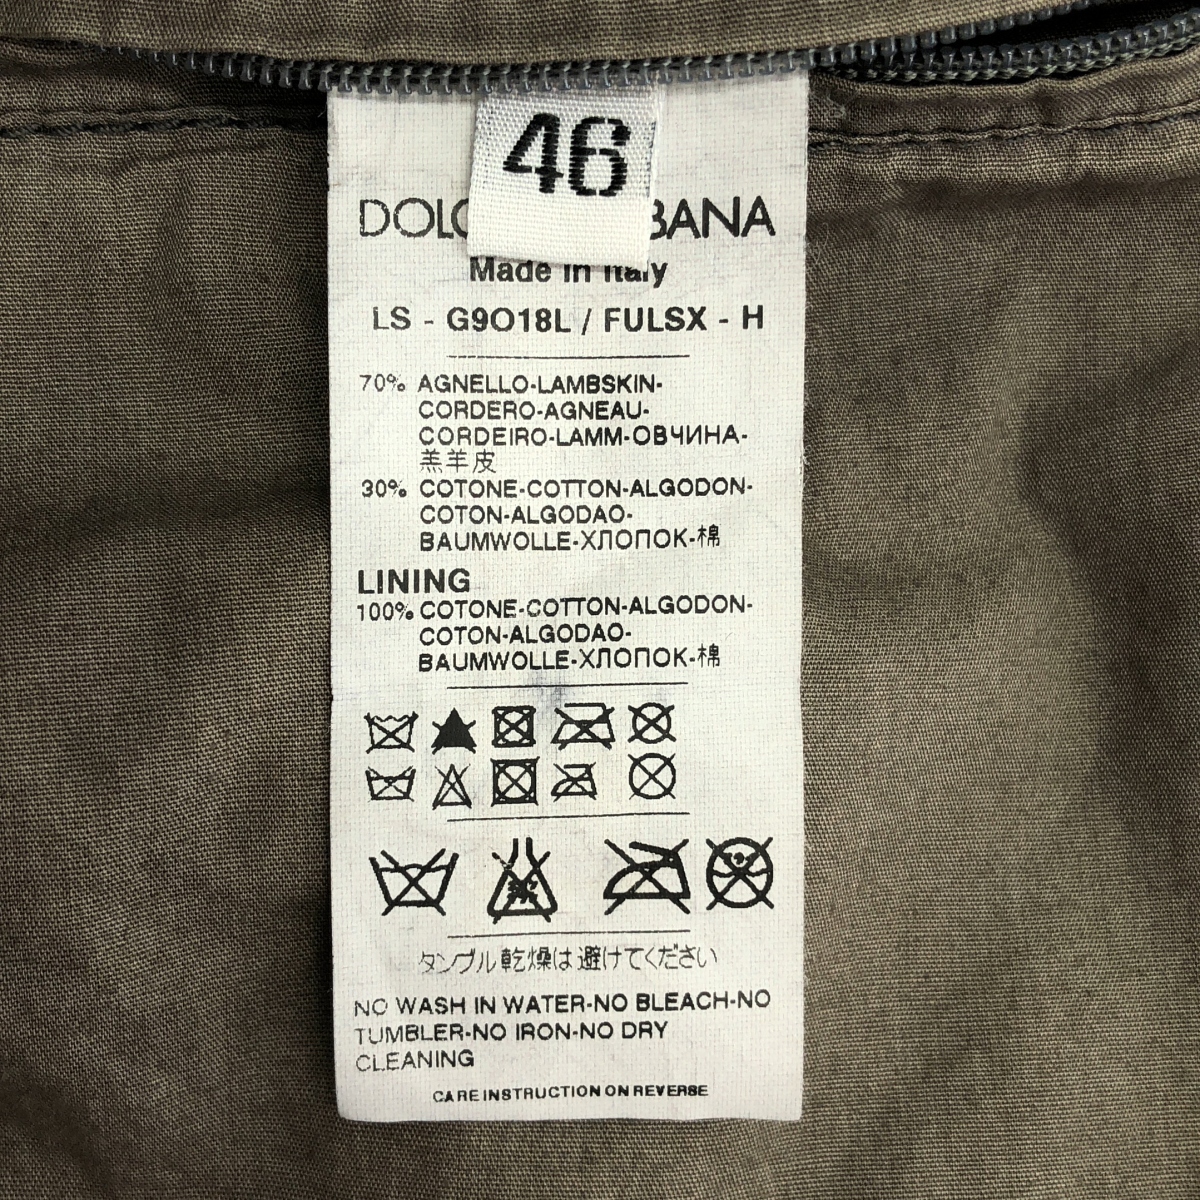 46
DOLC BANA
Made in Italy
LS - G9O18L / FULSX - H
70% AGNELLO-LAMBSKIN-
CORDERO-AGNEAU-
CORDEIRO-LAMM-ОВЧИНА-
羔羊皮
30% COTONE-COTTON-ALGODON-
COTON-ALGODAO-
BAUMWOLLE-ХЛОПОК-棉
LINING
100% COTONE-COTTON-ALGODON-
COTON-ALGODAO-
BAUMWOLLE-ХЛОПОК-棉
タンブル乾燥は避けてください
NO WASH IN WATER-NO BLEACH-NO
TUMBLER-NO IRON-NO DRY
CLEANING
CARE INSTRUCTION ON REVERSE